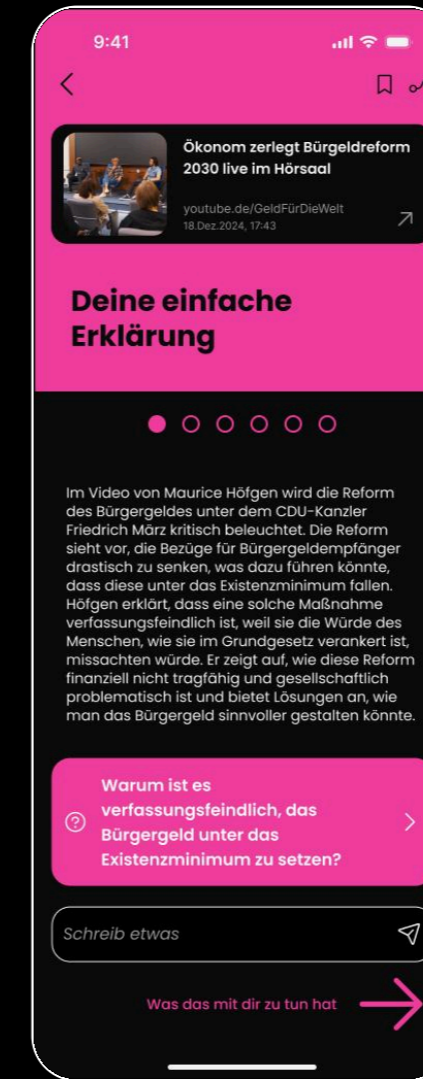 9:41
Ökonom zerlegt Bürgeldreform
2030 live im Hörsaal
youtube.de/GeldFürDieWelt
18.Dez.2024, 17:43
Deine einfache
Erklärung
Im Video von Maurice Höfgen wird die Reform
des Bürgergeldes unter dem CDU-Kanzler
Friedrich März kritisch beleuchtet. Die Reform
sieht vor, die Bezüge für Bürgergeldempfänger
drastisch zu senken, was dazu führen könnte,
dass diese unter das Existenzminimum fallen.
Höfgen erklärt, dass eine solche Maßnahme
verfassungsfeindlich ist, weil sie die Würde des
Menschen, wie sie im Grundgesetz verankert ist,
missachten würde. Er zeigt auf, wie diese Reform
finanziell nicht tragfähig und gesellschaftlich
problematisch ist und bietet Lösungen an, wie
man das Bürgergeld sinnvoller gestalten könnte.
Warum ist es
verfassungsfeindlich, das
Bürgergeld unter das
Existenzminimum zu setzen?
Schreib etwas
Was das mit dir zu tun hat